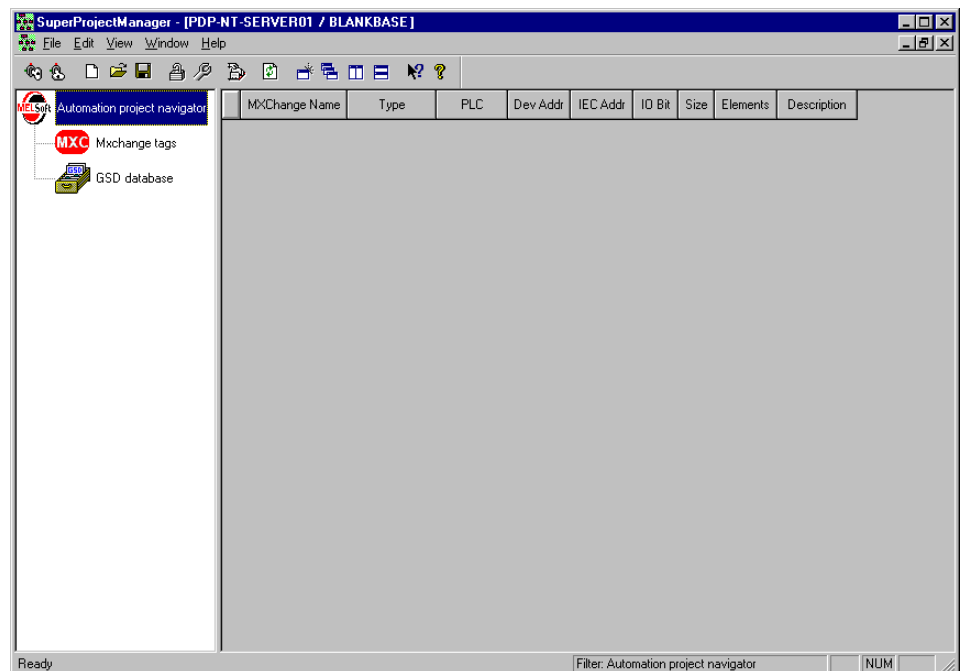 SuperProjectManager - [PDP-NT-SERVER01 / BLANKBASE ]
File Edit View Window Help
MELSoft Automation project navigator
MXC Mxchange tags
GSD GSD database
MXChange Name Type PLC Dev Addr IEC Addr IO Bit Size Elements Description
Ready Filter: Automation project navigator NUM